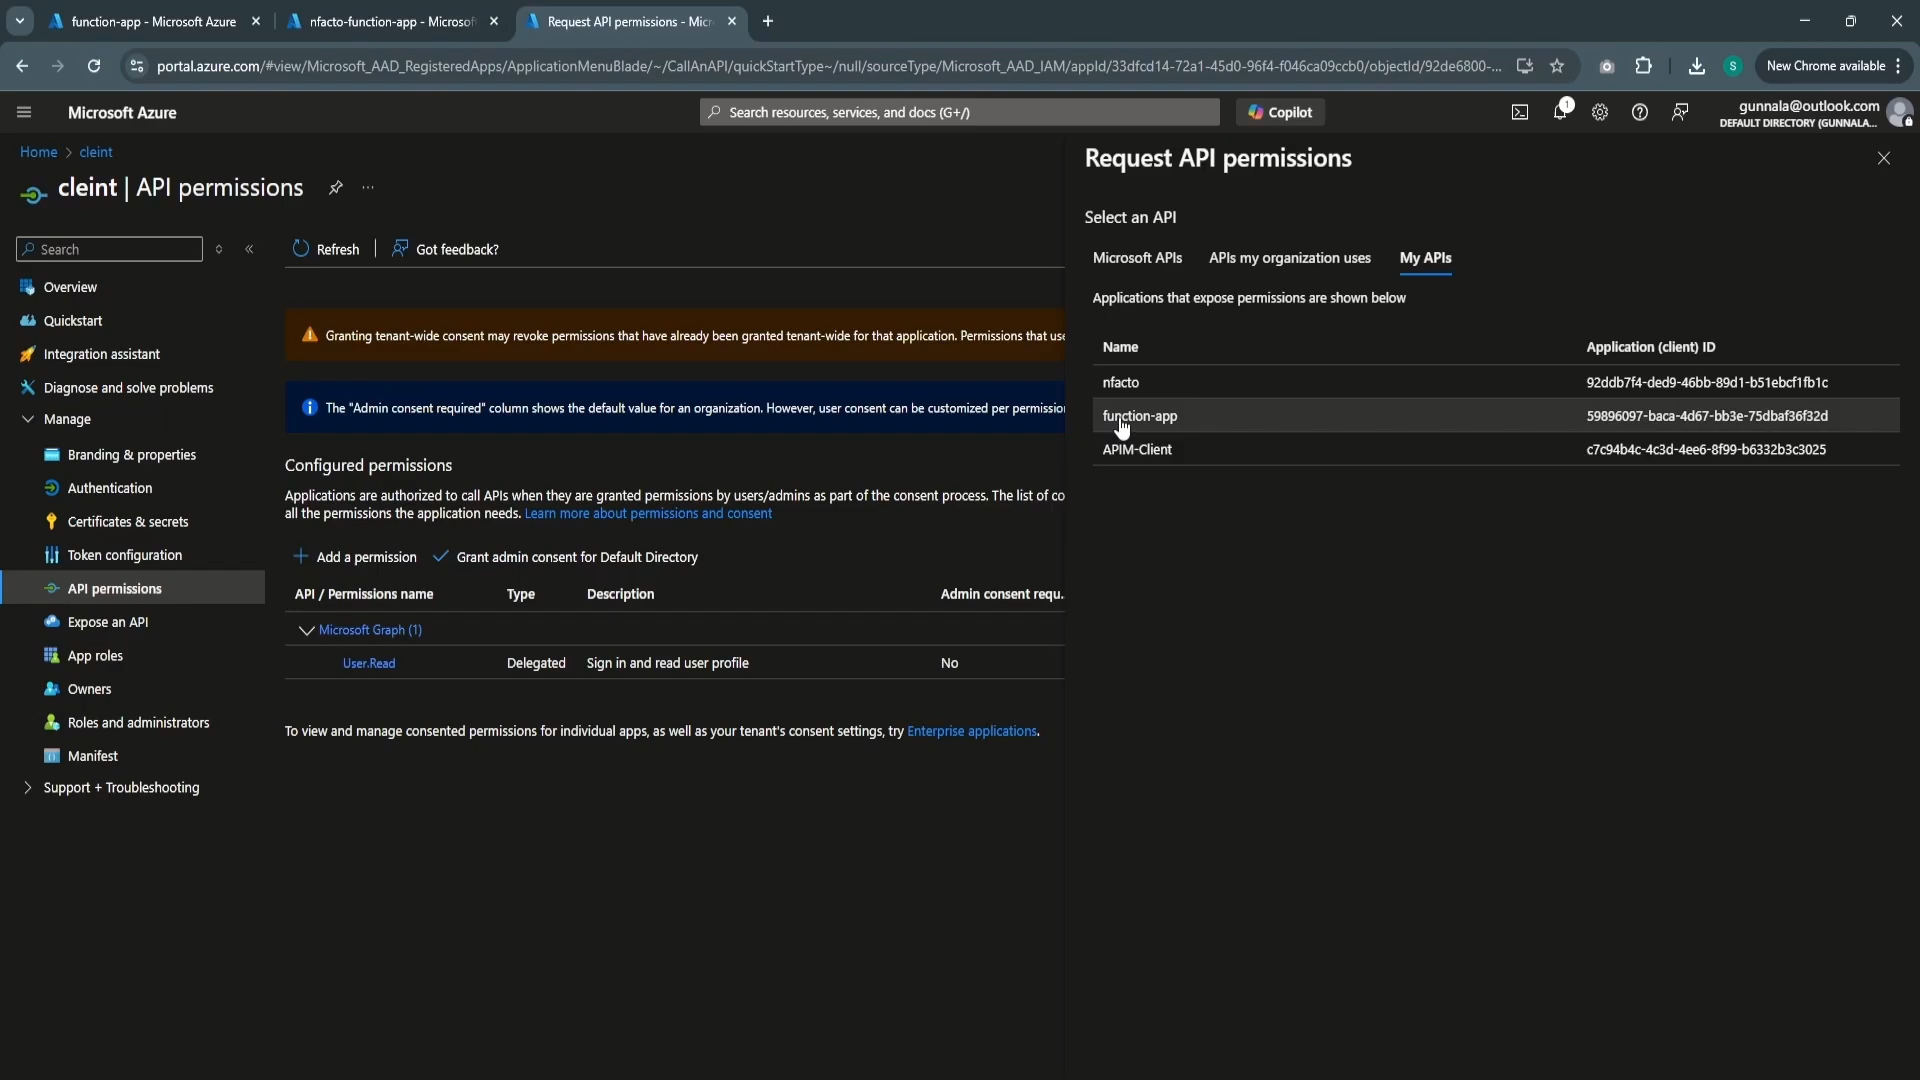 function-app - Microsoft Azure
nfacto-function-app - Microsof
Request API permissions - Micr
portal.azure.com/#view/Microsoft_AAD_RegisteredApps/ApplicationMenuBlade/~/CallAnAPI/quickStartType~/null/sourceType/Microsoft_AAD_IAM/appId/33dfcd14-72a1-45d0-96f4-f046ca09ccb0/objectId/92de6800-...
S
New Chrome available
Microsoft Azure
Search resources, services, and docs (G+/)
Copilot
1
gunnala@outlook.com
DEFAULT DIRECTORY (GUNNALA...
Home > cleint
cleint | API permissions
...
Search
Refresh
Got feedback?
Overview
Quickstart
Integration assistant
Diagnose and solve problems
Manage
Branding & properties
Authentication
Certificates & secrets
Token configuration
API permissions
Expose an API
App roles
Owners
Roles and administrators
Manifest
Support + Troubleshooting
Granting tenant-wide consent may revoke permissions that have already been granted tenant-wide for that application. Permissions that use
The "Admin consent required" column shows the default value for an organization. However, user consent can be customized per permissio
Configured permissions
Applications are authorized to call APIs when they are granted permissions by users/admins as part of the consent process. The list of co
all the permissions the application needs. Learn more about permissions and consent
Add a permission
Grant admin consent for Default Directory
API / Permissions name Type Description Admin consent requ...
Microsoft Graph (1)
User.Read Delegated Sign in and read user profile No
To view and manage consented permissions for individual apps, as well as your tenant's consent settings, try Enterprise applications.
Request API permissions
Select an API
Microsoft APIs
APIs my organization uses
My APIs
Applications that expose permissions are shown below
Name Application (client) ID
nfacto 92ddb7f4-ded9-46bb-89d1-b51ebcf1fb1c
function-app 59896097-baca-4d67-bb3e-75dbaf36f32d
APIM-Client c7c94b4c-4c3d-4ee6-8f99-b6332b3c3025